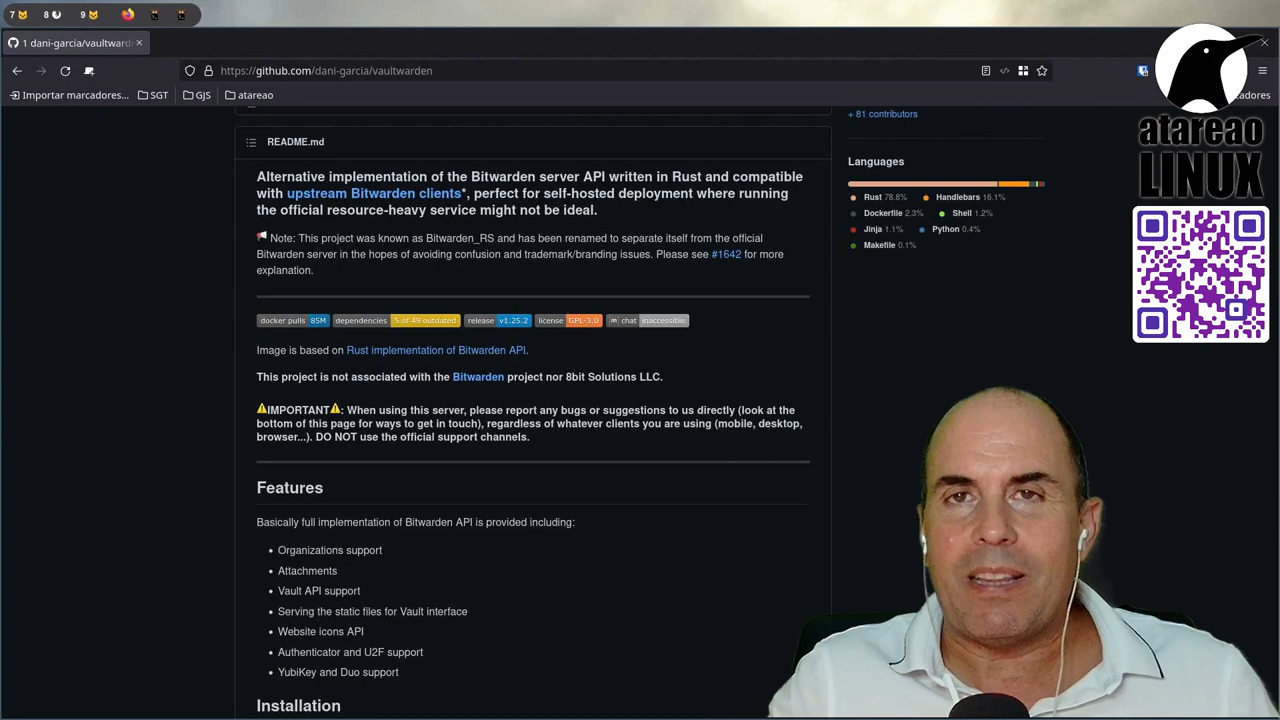 7
8
9
1 dani-garcia/vaultward
https://github.com/dani-garcia/vaultwarden
Importar marcadores...
SGT
GJS
atareao
adores
atareao
LINUX
+ 81 contributors
README.md
Alternative implementation of the Bitwarden server API written in Rust and compatible
with upstream Bitwarden clients*, perfect for self-hosted deployment where running
the official resource-heavy service might not be ideal.
Note: This project was known as Bitwarden_RS and has been renamed to separate itself from the official
Bitwarden server in the hopes of avoiding confusion and trademark/branding issues. Please see #1642 for more
explanation.
docker pulls 85M dependencies 5 of 49 outdated release v1.25.2 license GPL-3.0 m chat inaccessible
Image is based on Rust implementation of Bitwarden API.
This project is not associated with the Bitwarden project nor 8bit Solutions LLC.
⚠IMPORTANT⚠: When using this server, please report any bugs or suggestions to us directly (look at the
bottom of this page for ways to get in touch), regardless of whatever clients you are using (mobile, desktop,
browser...). DO NOT use the official support channels.
Features
Basically full implementation of Bitwarden API is provided including:
• Organizations support
• Attachments
• Vault API support
• Serving the static files for Vault interface
• Website icons API
• Authenticator and U2F support
• YubiKey and Duo support
Installation
Languages
Rust 78.8%
Handlebars 16.1%
Dockerfile 2.3%
Shell 1.2%
Jinja 1.1%
Python 0.4%
Makefile 0.1%